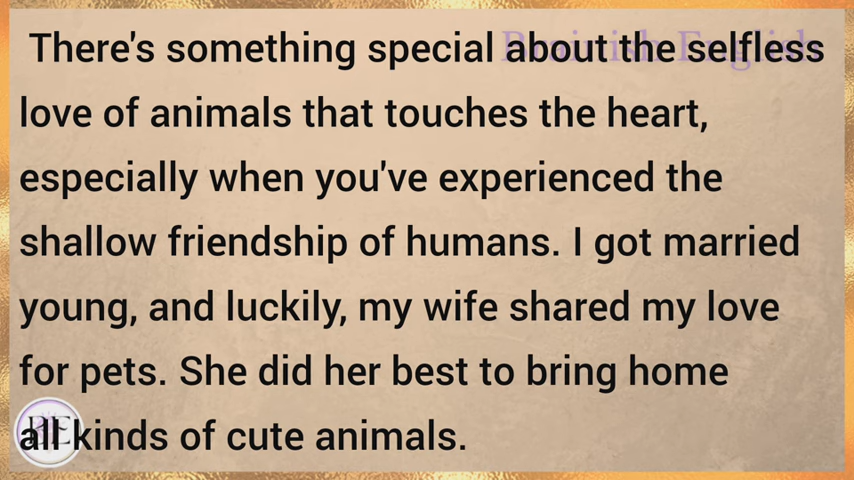 There's something special about the selfless
love of animals that touches the heart,
especially when you've experienced the
shallow friendship of humans. I got married
young, and luckily, my wife shared my love
for pets. She did her best to bring home
all kinds of cute animals.